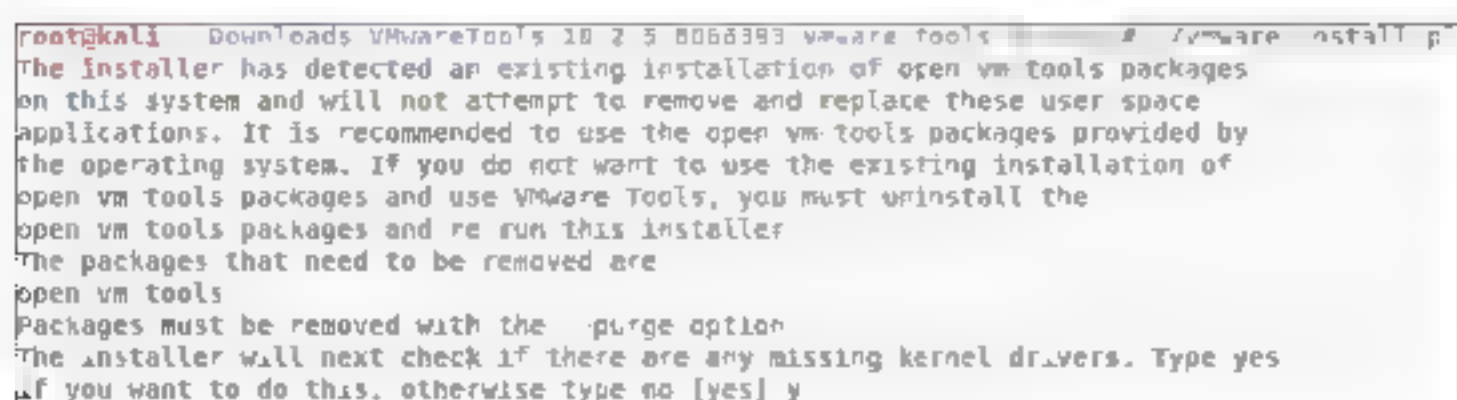 root@kali Downloads VMwareTools 10 2 5 8068393 vmware tools # /vmware install pl
The installer has detected an existing installation of open vm tools packages
on this system and will not attempt to remove and replace these user space
applications. It is recommended to use the open vm tools packages provided by
the operating system. If you do not want to use the existing installation of
open vm tools packages and use VMware Tools, you must uninstall the
open vm tools packages and re run this installer
The packages that need to be removed are
open vm tools
Packages must be removed with the purge option
The installer will next check if there are any missing kernel drivers. Type yes
if you want to do this, otherwise type no [yes] y